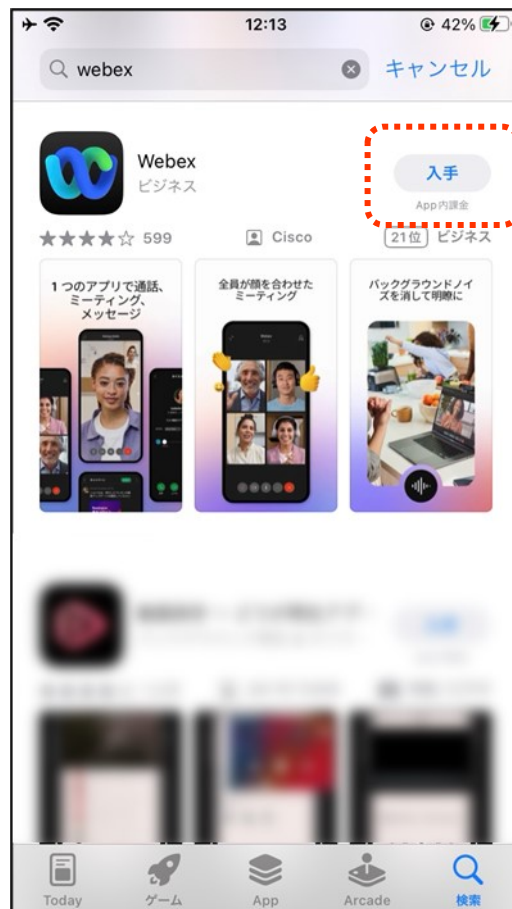 12:13
42%
webex
キャンセル
Webex
ビジネス
入手
App内課金
★★★★☆ 599
Cisco
21位 ビジネス
1つのアプリで通話、
ミーティング、
メッセージ
全員が顔を合わせた
ミーティング
バックグラウンドノイ
ズを消して明瞭に
Today
ゲーム
App
Arcade
検索